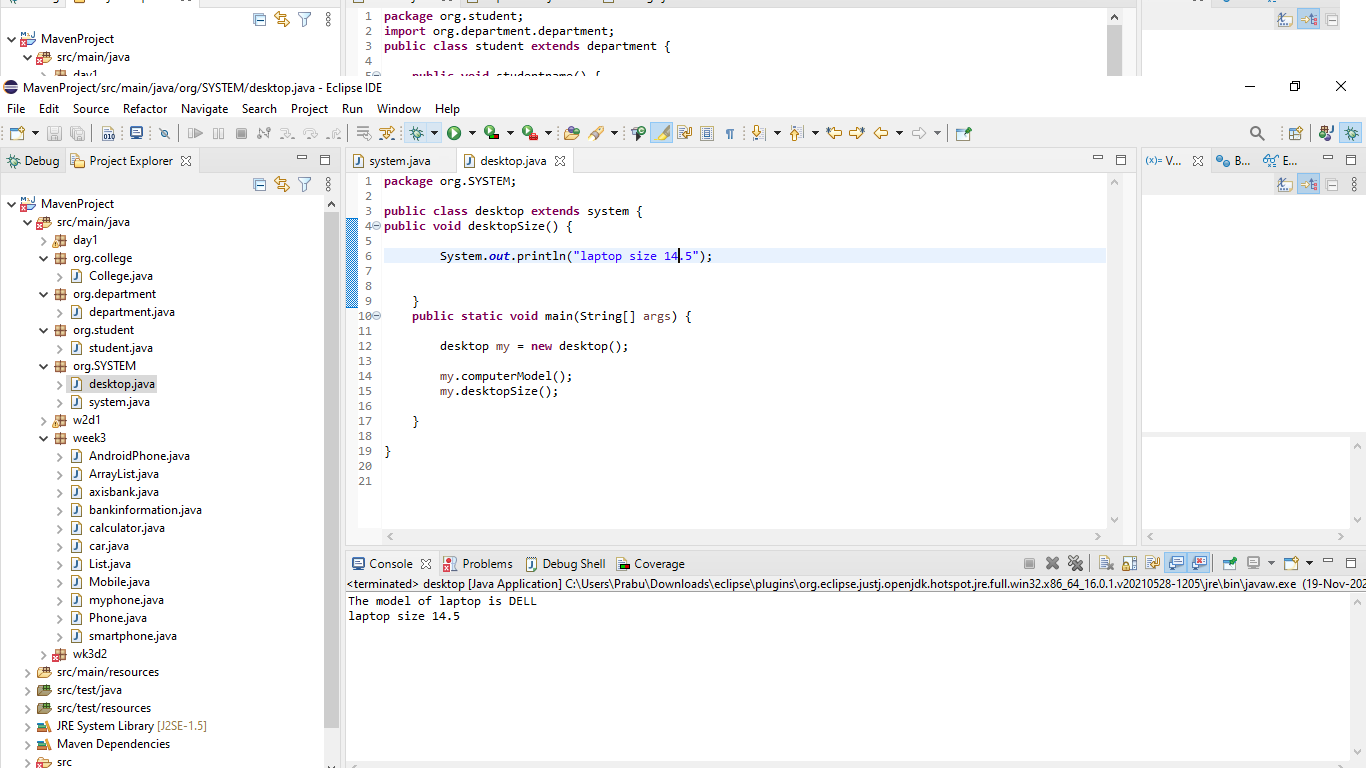 1 package org.student;
2 import org.department.department;
3 public class student extends department {
4
MavenProject
src/main/java
day1
public void studentname() {
MavenProject/src/main/java/org/SYSTEM/desktop.java - Eclipse IDE
File Edit Source Refactor Navigate Search Project Run Window Help
Debug Project Explorer
system.java desktop.java
(x)= V... B... E...
MavenProject
src/main/java
day1
org.college
College.java
org.department
department.java
org.student
student.java
org.SYSTEM
desktop.java
system.java
w2d1
week3
AndroidPhone.java
ArrayList.java
axisbank.java
bankinformation.java
calculator.java
car.java
List.java
Mobile.java
myphone.java
Phone.java
smartphone.java
wk3d2
src/main/resources
src/test/java
src/test/resources
JRE System Library [J2SE-1.5]
Maven Dependencies
src
1 package org.SYSTEM;
2
3 public class desktop extends system {
4 public void desktopSize() {
5
6 System.out.println("laptop size 14.5");
7
8
9 }
10 public static void main(String[] args) {
11
12 desktop my = new desktop();
13
14 my.computerModel();
15 my.desktopSize();
16
17 }
18
19 }
20
21
Console Problems Debug Shell Coverage
<terminated> desktop [Java Application] C:\Users\Prabu\Downloads\eclipse\plugins\org.eclipse.justj.openjdk.hotspot.jre.full.win32.x86_64_16.0.1.v20210528-1205\jre\bin\javaw.exe (19-Nov-202
The model of laptop is DELL
laptop size 14.5